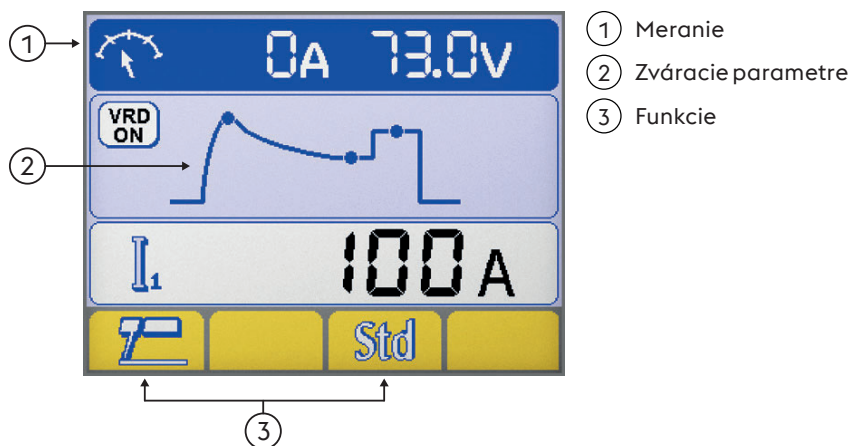 1
0A 73.0V
1 Meranie
2 Zváracie parametre
3 Funkcie
VRD
ON
2
I1
100A
Std
3